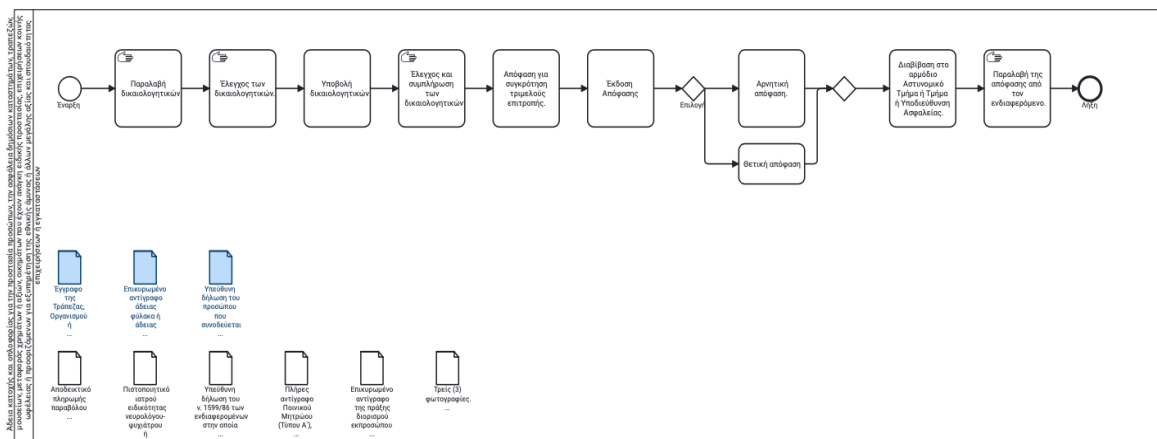 Άδεια κατοχής και οπλοφορίας για την προστασία προσώπων, την ασφάλεια δημόσιων καταστημάτων, τραπεζών,
μουσείων, μεταφοράς χρημάτων ή αξιών, οικημάτων που έχουν ανάγκη ειδικής προστασίας, επιχειρήσεων κοινής
ωφέλειας ή προοριζόμενων για εξυπηρέτηση της εθνικής άμυνας ή άλλων μεγάλης αξίας και σπουδαιότητας
επιχειρήσεων ή εγκαταστάσεων
Έναρξη
Παραλαβή
δικαιολογητικών
Έλεγχος των
δικαιολογητικών.
Υποβολή
δικαιολογητικών
Έλεγχος και
συμπλήρωση
των
δικαιολογητικών
Απόφαση για
συγκρότηση
τριμελούς
επιτροπής.
Έκδοση
Απόφασης
Επιλογή
Αρνητική
απόφαση.
Θετική απόφαση
Διαβίβαση στο
αρμόδιο
Αστυνομικό
Τμήμα ή Τμήμα
ή Υποδιεύθυνση
Ασφαλείας.
Παραλαβή της
απόφασης από
τον
ενδιαφερόμενο.
Λήξη
Έγγραφο
της
Τράπεζας,
Οργανισμού
ή
...
Επικυρωμένο
αντίγραφο
άδειας
φύλακα ή
άδειας
...
Υπεύθυνη
δήλωση του
προσώπου
που
συνοδεύεται
...
Αποδεικτικό
πληρωμής
παραβόλου
...
Πιστοποιητικό
ιατρού
ειδικότητας
νευρολόγου-
ψυχιάτρου
ή
Υπεύθυνη
δήλωση του
ν. 1599/86 των
ενδιαφερομένων
στην οποία
...
Πλήρες
αντίγραφο
Ποινικού
Μητρώου
(Τύπου Α΄),
...
Επικυρωμένο
αντίγραφο
της πράξης
διορισμού
εκπροσώπου
...
Τρεις (3)
φωτογραφίες.
...